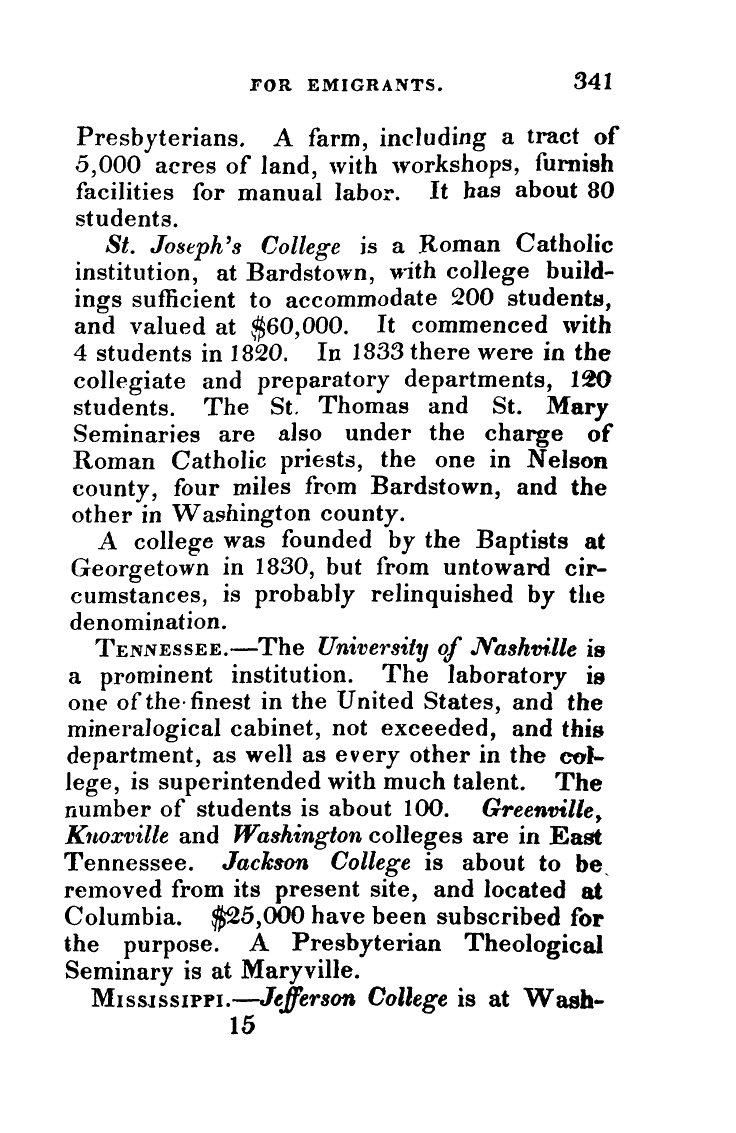 FOR EMIGRANTS. 341
Presbyterians. A farm, including a tract of
5,000 acres of land, with workshops, furnish
facilities for manual labor. It has about 80
students.
St. Joseph's College is a Roman Catholic
institution, at Bardstown, with college build-
ings sufficient to accommodate 200 students,
and valued at $60,000. It commenced with
4 students in 1820. In 1833 there were in the
collegiate and preparatory departments, 120
students. The St. Thomas and St. Mary
Seminaries are also under the charge of
Roman Catholic priests, the one in Nelson
county, four miles from Bardstown, and the
other in Washington county.
A college was founded by the Baptists at
Georgetown in 1830, but from untoward cir-
cumstances, is probably relinquished by the
denomination.
TENNESSEE.—The University of Nashville is
a prominent institution. The laboratory is
one of the finest in the United States, and the
mineralogical cabinet, not exceeded, and this
department, as well as every other in the col-
lege, is superintended with much talent. The
number of students is about 100. Greenville,
Knoxville and Washington colleges are in East
Tennessee. Jackson College is about to be
removed from its present site, and located at
Columbia. $25,000 have been subscribed for
the purpose. A Presbyterian Theological
Seminary is at Maryville.
MISSISSIPPI.—Jefferson College is at Wash-
15